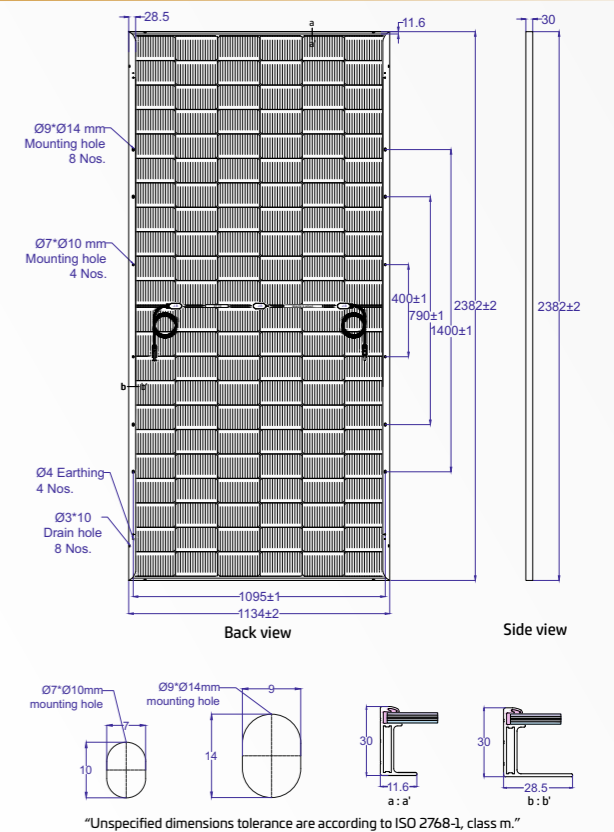 28.5
a
11.6
30
a'
Ø9*Ø14 mm
Mounting hole
8 Nos.
Ø7*Ø10 mm
Mounting hole
4 Nos.
400±1
790±1
1400±1
2382±2
2382±2
b b'
Ø4 Earthing
4 Nos.
Ø3*10
Drain hole
8 Nos.
1095±1
1134±2
Back view
Side view
Ø7*Ø10mm
mounting hole
7
10
Ø9*Ø14mm
mounting hole
9
14
30
11.6
a : a'
30
28.5
b : b'
“Unspecified dimensions tolerance are according to ISO 2768-1, class m.”